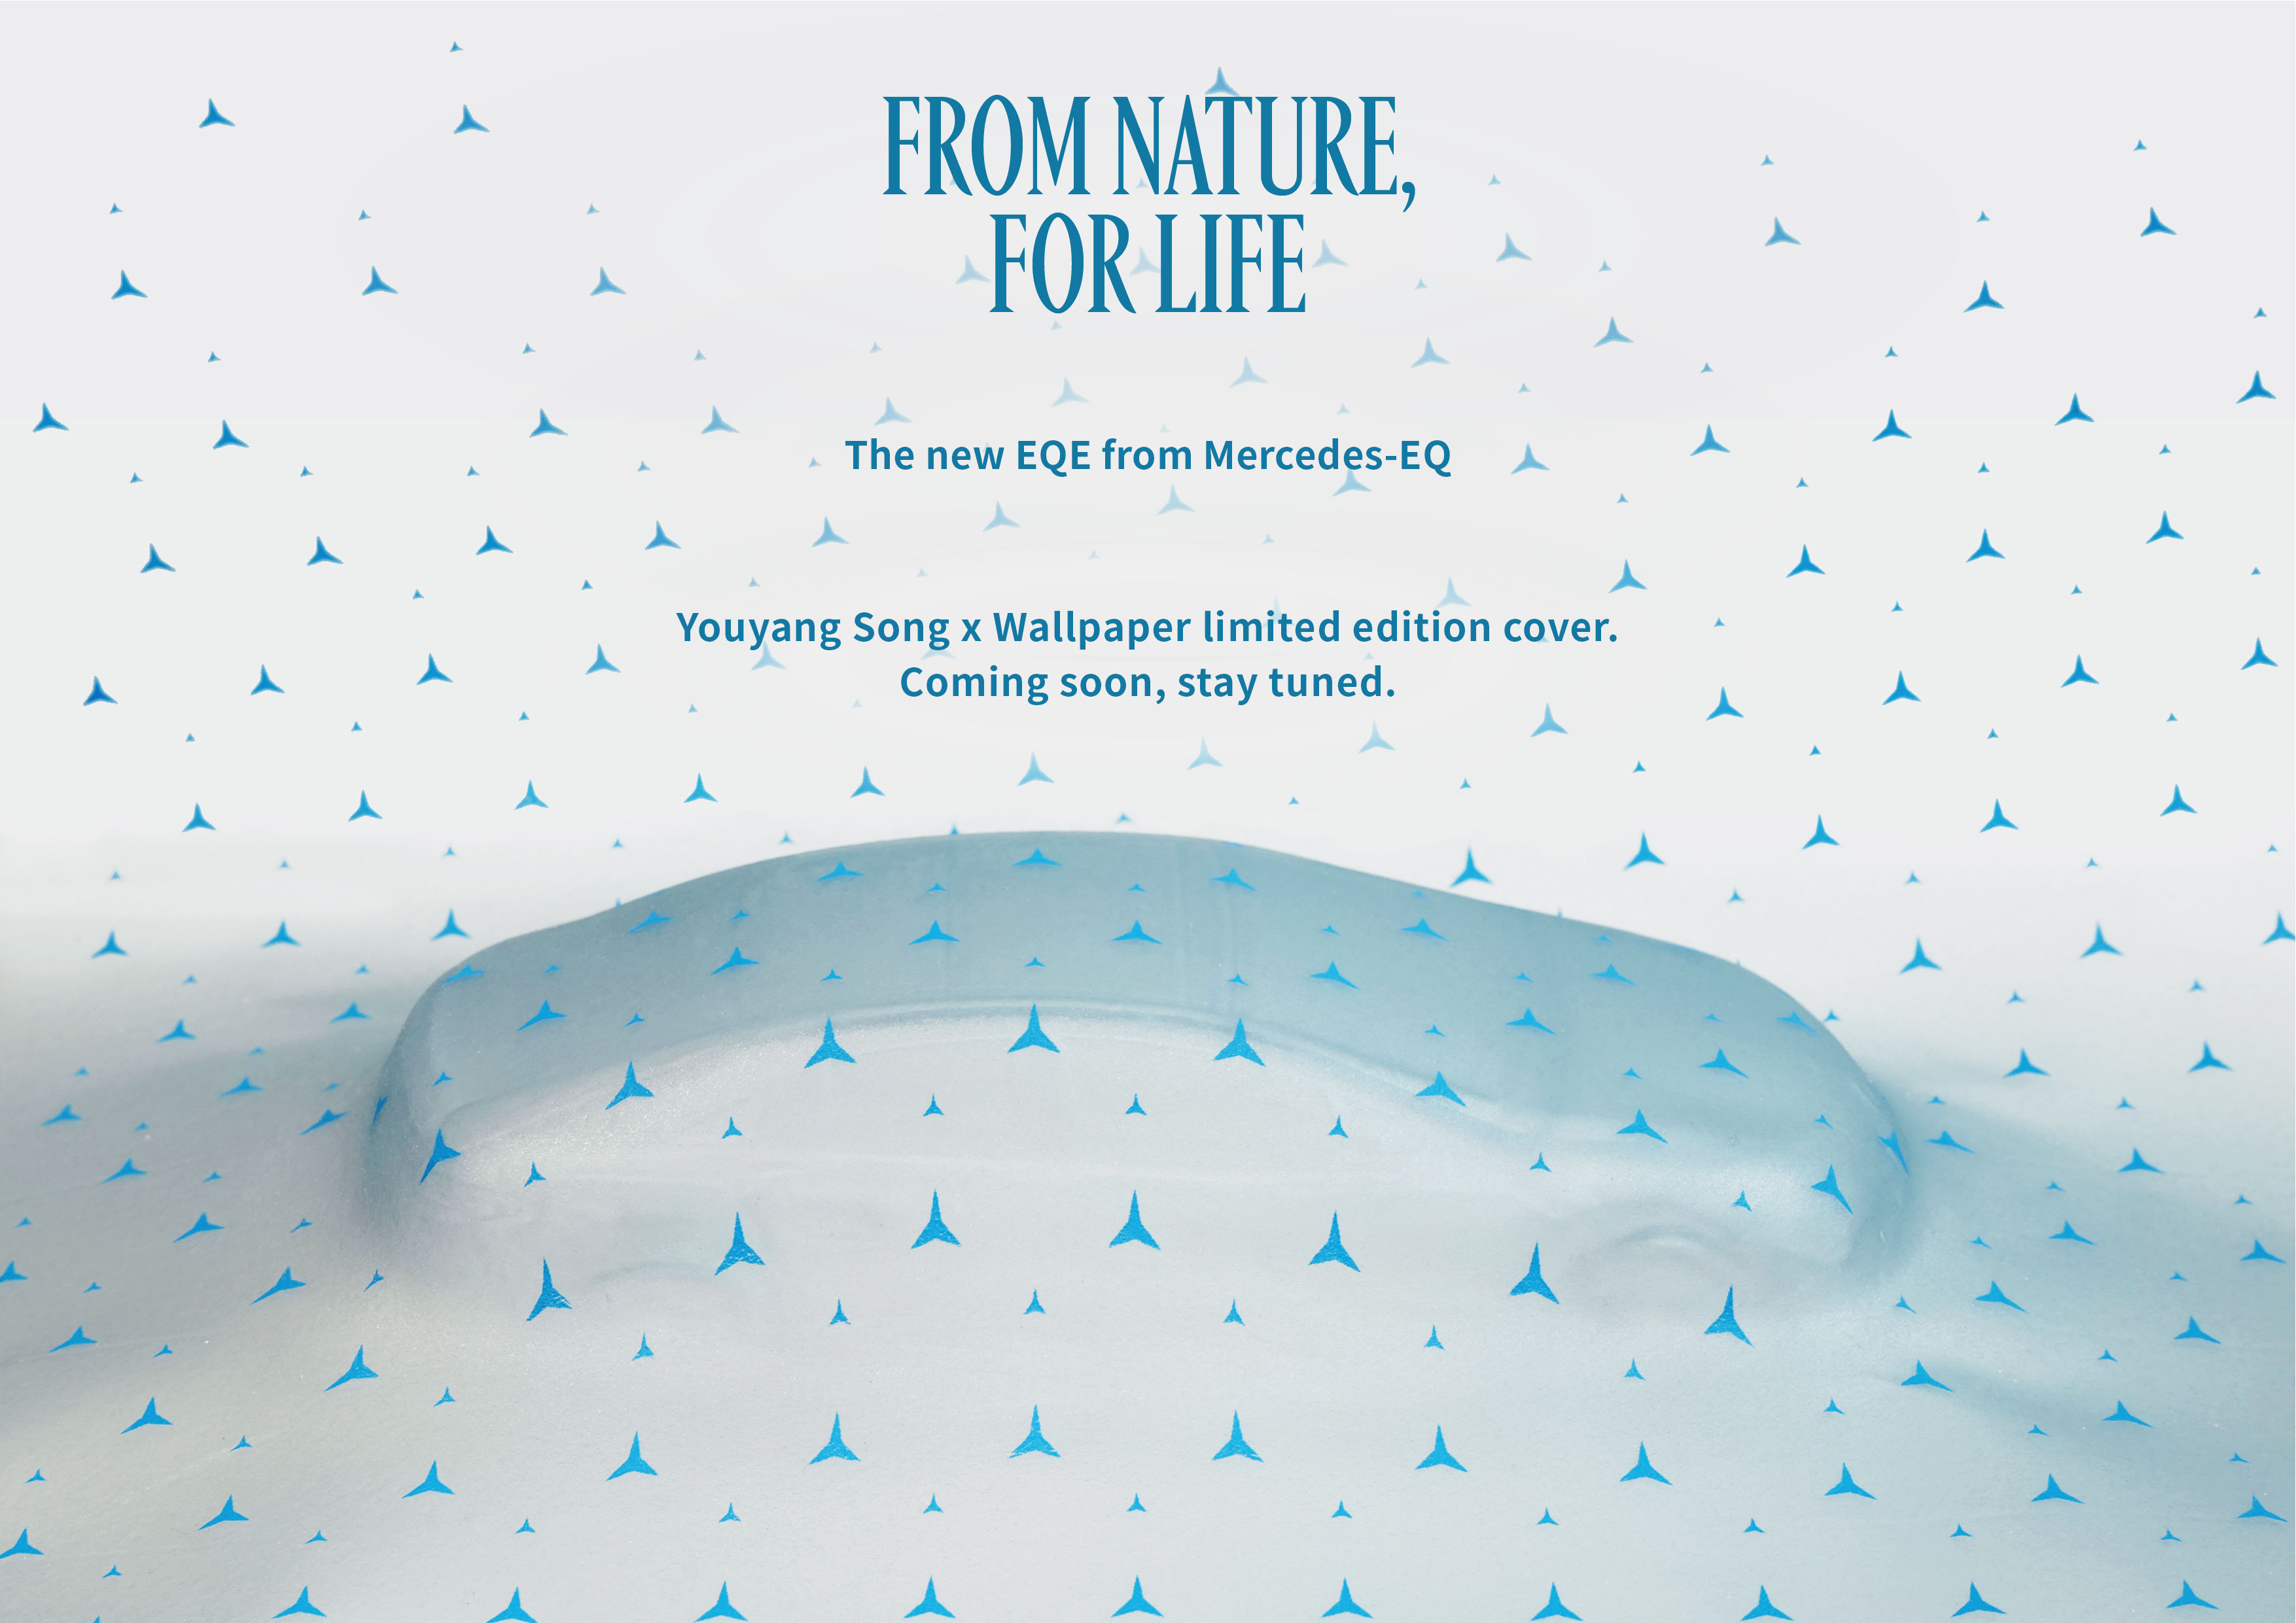 FROM NATURE,
FOR LIFE
The new EQE from Mercedes-EQ
Youyang Song x Wallpaper limited edition cover.
Coming soon, stay tuned.